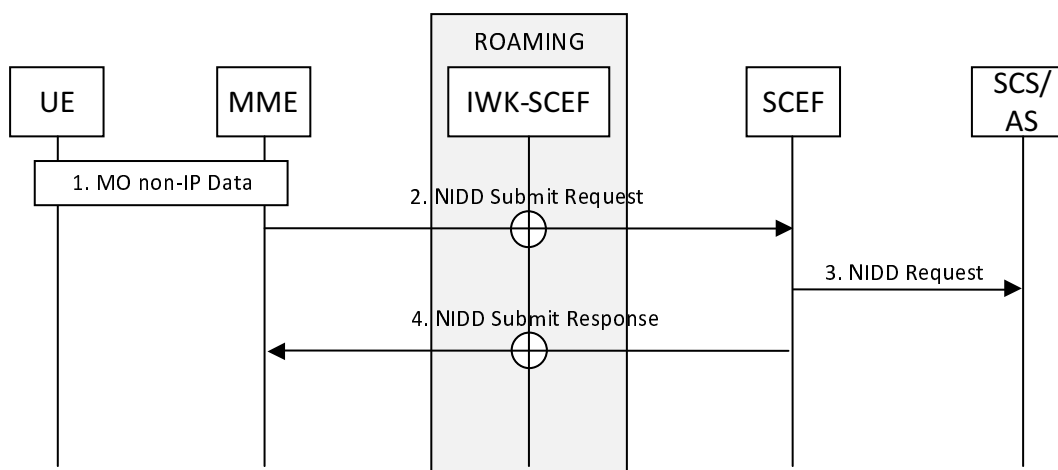 ROAMING
UE
MME
IWK-SCEF
SCEF
SCS/
AS
1. MO non-IP Data
2. NIDD Submit Request
3. NIDD Request
4. NIDD Submit Response